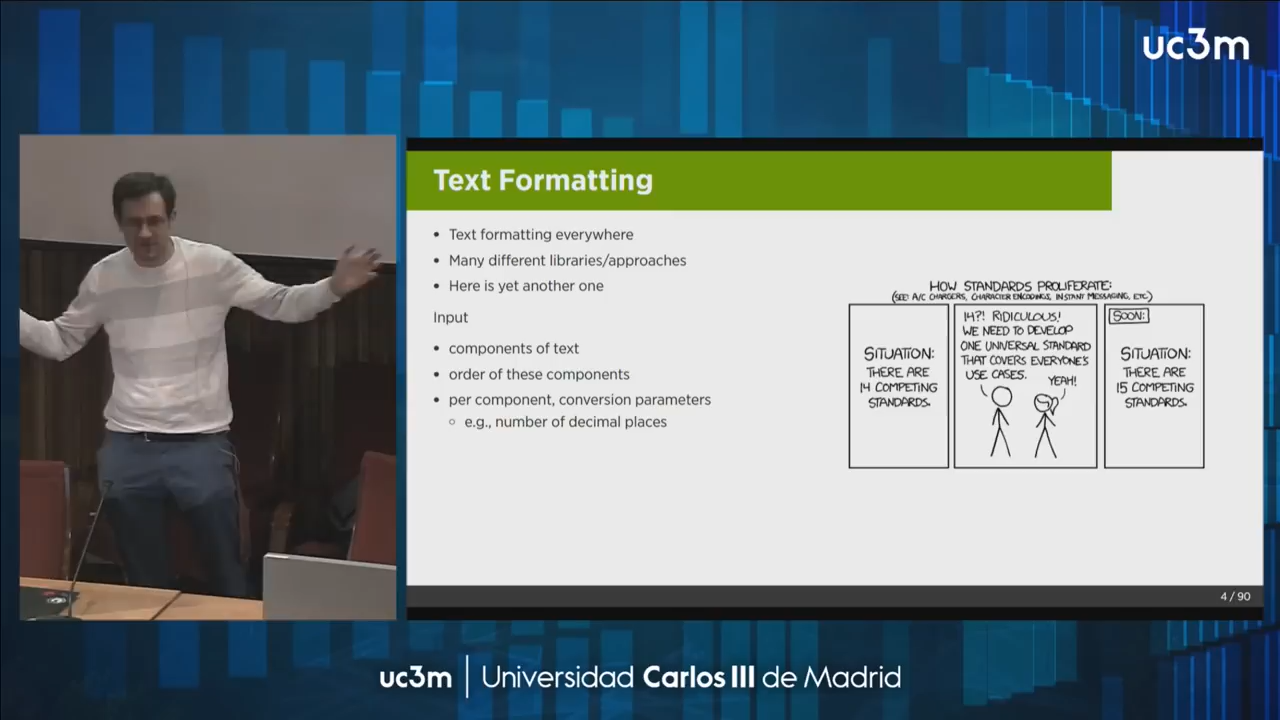 uc3m
Text Formatting
• Text formatting everywhere
• Many different libraries/approaches
• Here is yet another one
Input
• components of text
• order of these components
• per component, conversion parameters
◦ e.g., number of decimal places
HOW STANDARDS PROLIFERATE:
(SEE: A/C CHARGERS, CHARACTER ENCODINGS, INSTANT MESSAGING, ETC.)
SITUATION:
THERE ARE
14 COMPETING
STANDARDS.
14?! RIDICULOUS!
WE NEED TO DEVELOP
ONE UNIVERSAL STANDARD
THAT COVERS EVERYONE'S
USE CASES.
YEAH!
SOON:
SITUATION:
THERE ARE
15 COMPETING
STANDARDS.
4 / 90
uc3m | Universidad Carlos III de Madrid